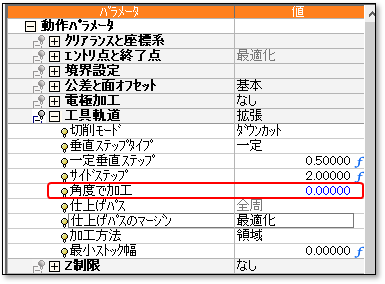 パラメータ 値
動作パラメータ
クリアランスと座標系
エントリ点と終了点 最適化
境界設定
公差と面オフセット 基本
電極加工 なし
工具軌道 拡張
切削モード ダウンカット
垂直ステップタイプ 一定
一定垂直ステップ 0.50000 f
サイドステップ 2.00000 f
角度で加工 0.00000
仕上げパス 全周
仕上げパスのマージン 最適化
加工方法 領域
最小ストック幅 0.00000 f
Z制限 なし